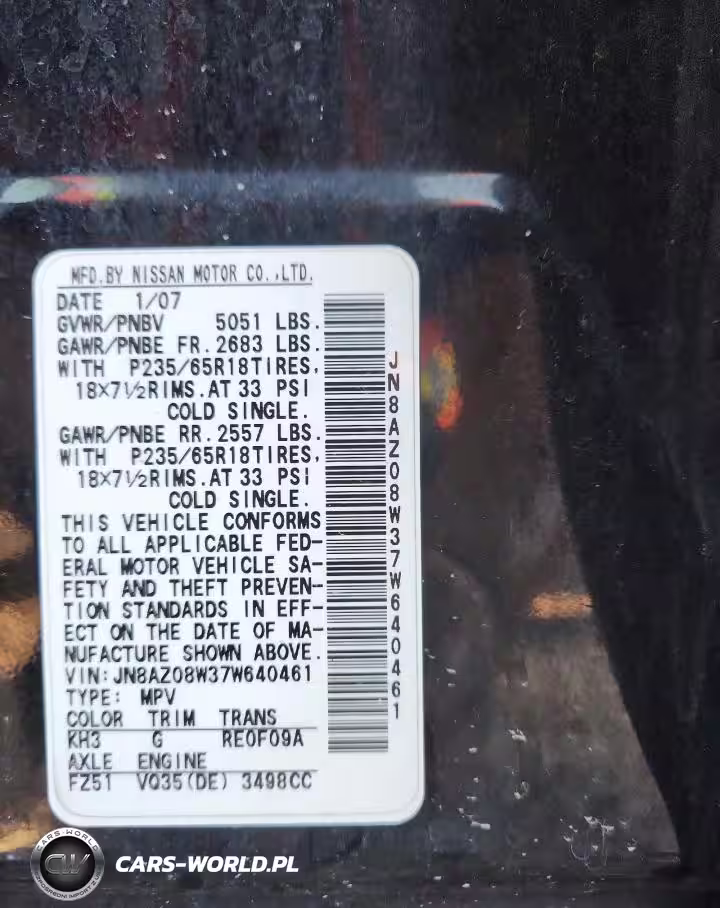 MFD.BY NISSAN MOTOR CO.,LTD.
DATE 1/07
GVWR/PNBV 5051 LBS.
GAWR/PNBE FR. 2683 LBS.
WITH P235/65R18TIRES,
18×7½RIMS.AT 33 PSI
COLD SINGLE.
GAWR/PNBE RR. 2557 LBS.
WITH P235/65R18TIRES,
18×7½RIMS.AT 33 PSI
COLD SINGLE.
THIS VEHICLE CONFORMS
TO ALL APPLICABLE FED-
ERAL MOTOR VEHICLE SA-
FETY AND THEFT PREVEN-
TION STANDARDS IN EFF-
ECT ON THE DATE OF MA-
NUFACTURE SHOWN ABOVE.
VIN:JN8AZ08W37W640461
TYPE: MPV
COLOR TRIM TRANS
KH3 G RE0F09A
AXLE ENGINE
FZ51 VQ35(DE) 3498CC
JN8AZ08W37W640461
CARS-WORLD
CW
CARS-WORLD.PL